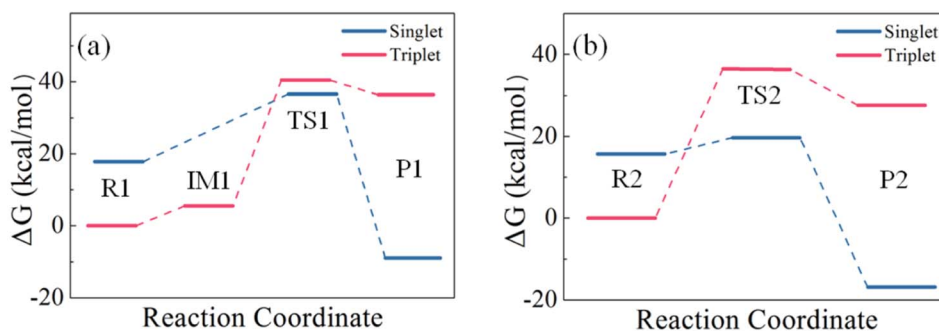 (a)
Singlet
Triplet
ΔG (kcal/mol)
40
20
0
-20
R1
IM1
TS1
P1
Reaction Coordinate
(b)
Singlet
Triplet
ΔG (kcal/mol)
40
20
0
-20
R2
TS2
P2
Reaction Coordinate